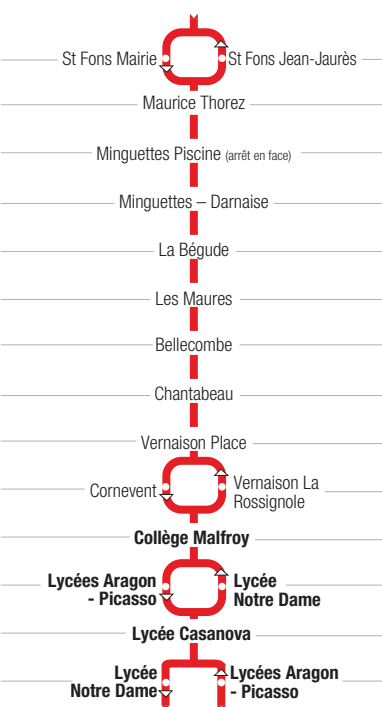 St Fons Mairie
St Fons Jean-Jaurès
Maurice Thorez
Minguettes Piscine (arrêt en face)
Minguettes – Darnaise
La Bégude
Les Maures
Bellecombe
Chantabeau
Vernaison Place
Cornevent
Vernaison La
Rossignole
Collège Malfroy
Lycées Aragon
- Picasso
Lycée
Notre Dame
Lycée Casanova
Lycée
Notre Dame
Lycées Aragon
- Picasso